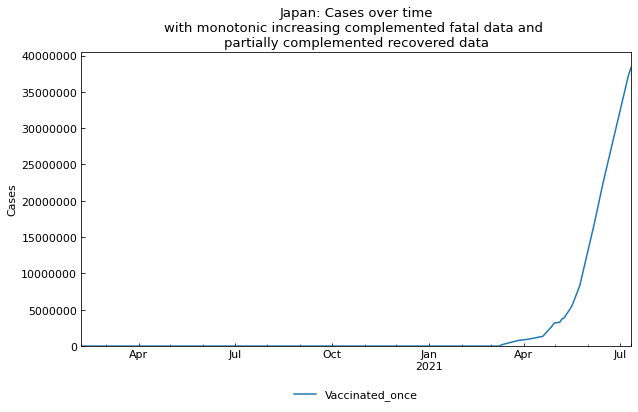 Japan: Cases over time
with monotonic increasing complemented fatal data and
partially complemented recovered data
40000000
35000000
30000000
25000000
20000000
15000000
10000000
5000000
0
Cases
Apr Jul Oct Jan Apr Jul
2021
Vaccinated_once